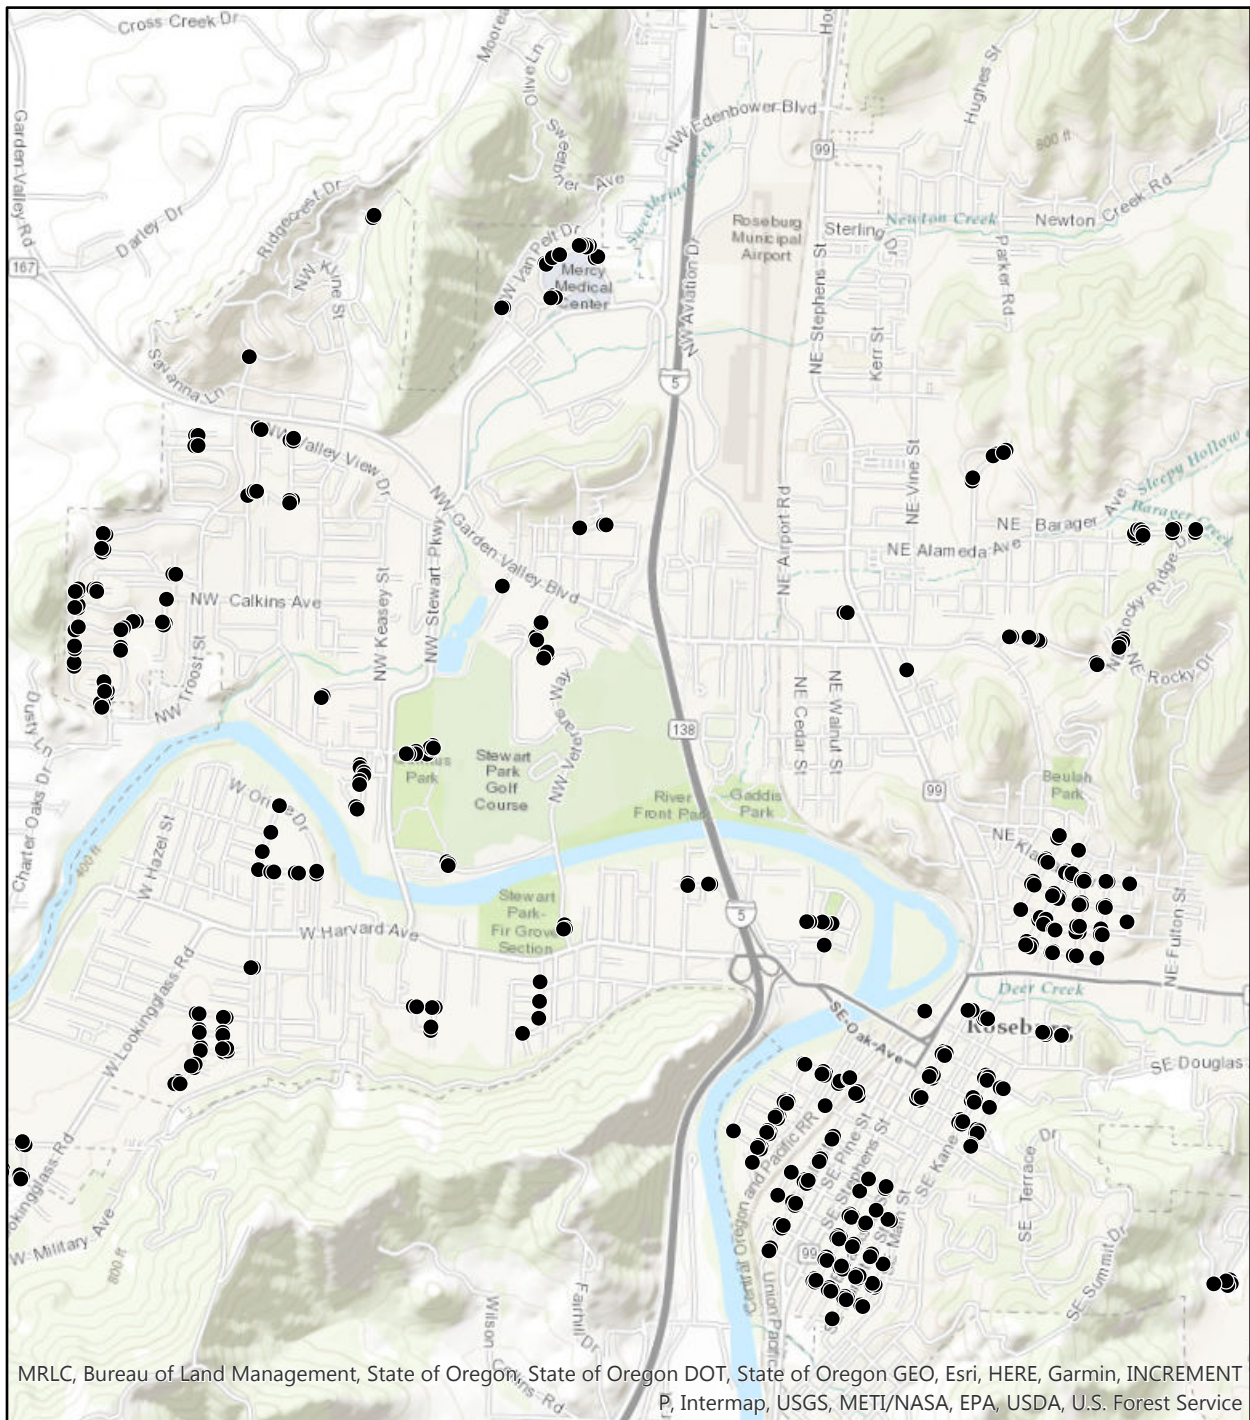 Cross Creek Dr
Moorea
Olive Ln
Hughes St
NW Edenbower Blvd
99
800 ft
Garden Valley Rd
Sweetbrier Ave
Sweetbriar Creek
Ridgecrest Dr
Darley Dr
Newton Creek
Newton Creek Rd
Roseburg
Municipal
Airport
Sterling Dr
167
NW Kline St
W Van Pelt Dr
Mercy
Medical
Center
NW Aviation Dr
NE Stephens St
Parker Rd
Kerr St
Savanna Ln
5
NW Valley View Dr
NE Vine St
Sleepy Hollow
NW Garden Valley Blvd
NW Stewart Pkwy
NE Airport Rd
NE Barager Ave
Barager Creek
NE Alameda Ave
NW Calkins Ave
NW Keasey St
NW Troost St
Rocky Ridge Dr
NE Rocky Dr
Dusty Ln
NW Veterans Way
NE Cedar St
NE Walnut St
138
Stewart
Park
Golf
Course
Park
99
Beulah
Park
River
Front Park
Gaddis
Park
Charter Oaks Dr
400 ft
W Hazel St
NE Kla
Stewart
Park-
Fir Grove
Section
W Harvard Ave
5
NE Fulton St
Deer Creek
W Lookingglass Rd
SE Oak Ave
Roseburg
SE Douglas
Central Oregon and Pacific RR
SE Pine St
SE Stephens St
SE Kane
SE Terrace Dr
okingglass Rd
W Military Ave
800 ft
SE Main St
99
SE Summit Dr
Union Pacific
Wilson Collins Rd
Fairhill Dr
MRLC, Bureau of Land Management, State of Oregon, State of Oregon DOT, State of Oregon GEO, Esri, HERE, Garmin, INCREMENT
P, Intermap, USGS, METI/NASA, EPA, USDA, U.S. Forest Service